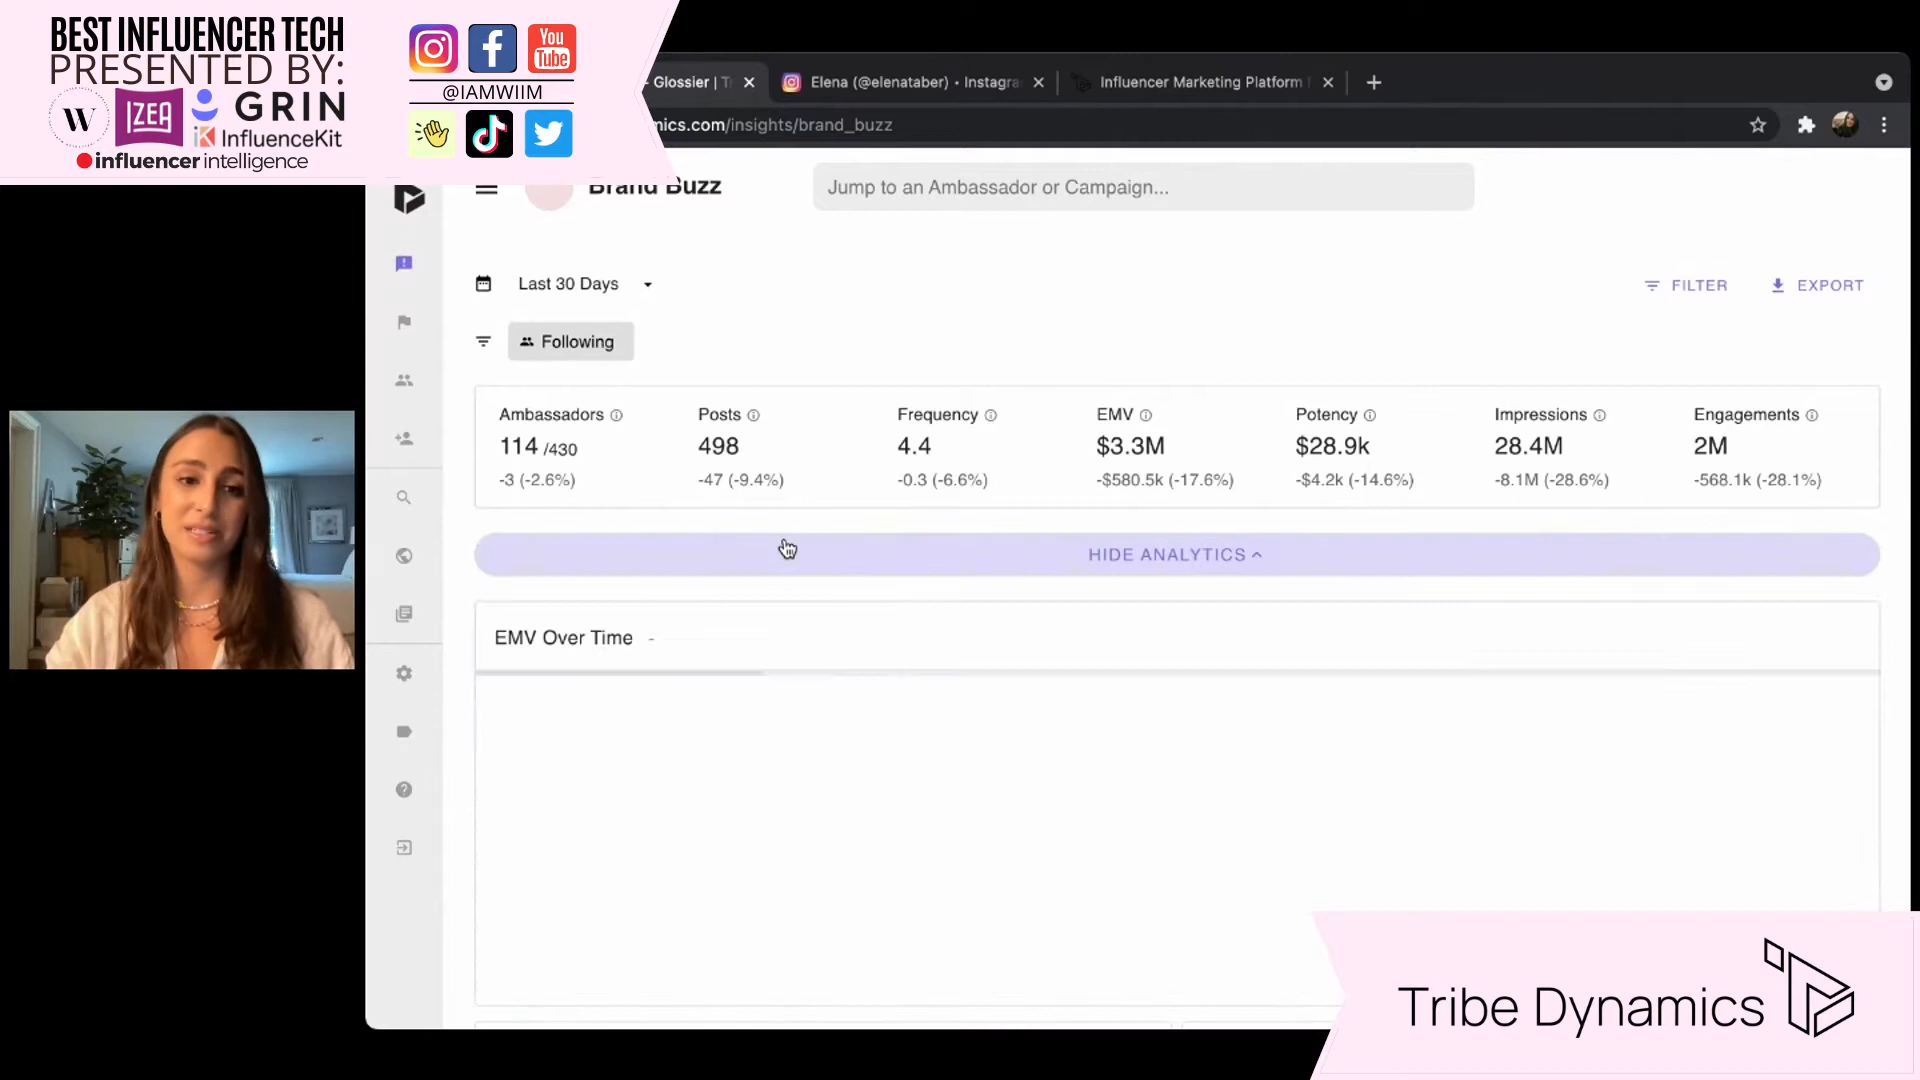 BEST INFLUENCER TECH
PRESENTED BY:
W
IZEA
GRIN
InfluenceKit
influencer intelligence
You
Tube
@IAMWIIM
Glossier | T
Elena (@elenataber) • Instagra
Influencer Marketing Platform
mics.com/insights/brand_buzz
Brand Buzz
Jump to an Ambassador or Campaign...
Last 30 Days
FILTER
EXPORT
Following
Ambassadors
Posts
Frequency
EMV
Potency
Impressions
Engagements
114 /430
498
4.4
$3.3M
$28.9k
28.4M
2M
-3 (-2.6%)
-47 (-9.4%)
-0.3 (-6.6%)
-$580.5k (-17.6%)
-$4.2k (-14.6%)
-8.1M (-28.6%)
-568.1k (-28.1%)
HIDE ANALYTICS
EMV Over Time -
Tribe Dynamics